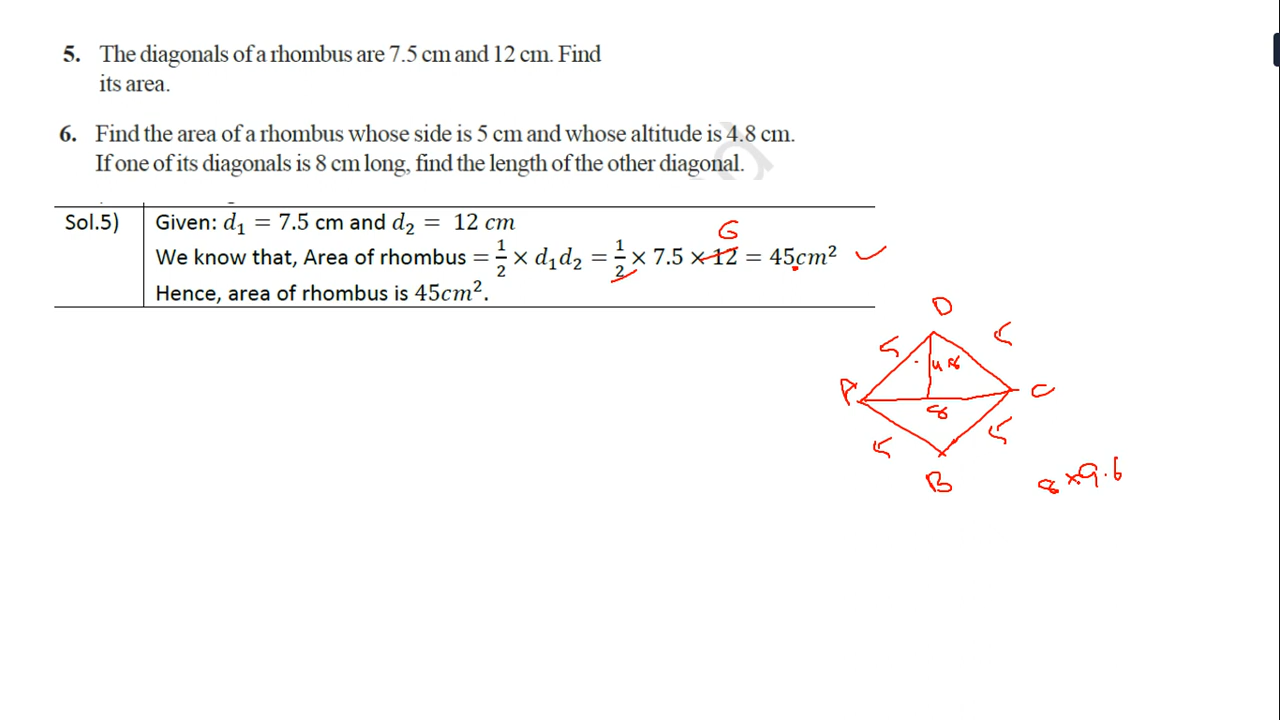 5. The diagonals of a rhombus are 7.5 cm and 12 cm. Find
its area.
6. Find the area of a rhombus whose side is 5 cm and whose altitude is 4.8 cm.
If one of its diagonals is 8 cm long, find the length of the other diagonal.
Sol.5) Given: d₁ = 7.5 cm and d₂ = 12 cm
6
We know that, Area of rhombus = 1/2 × d₁d₂ = 1/2 × 7.5 × 12 = 45cm²
Hence, area of rhombus is 45cm².
D
5 5
4.8
A C
8
5 5
B
8 × 9.6